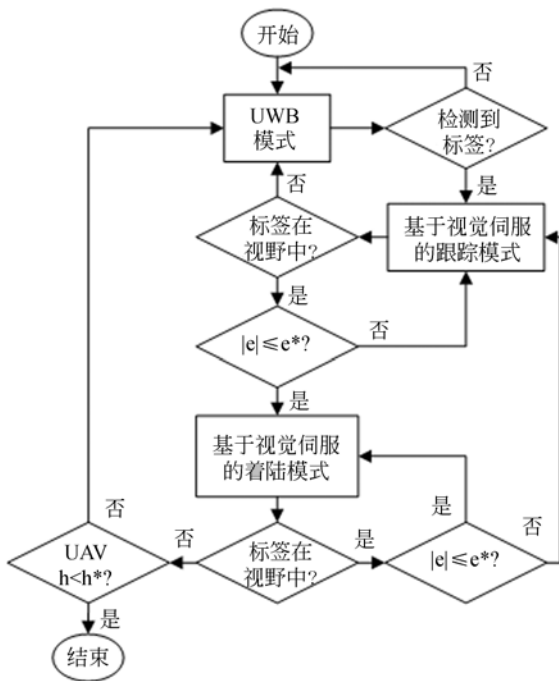 开始
否
UWB
模式
检测到
标签?
否
是
标签在
视野中?
基于视觉伺服
的跟踪模式
是
|e|≤e*?
否
是
基于视觉伺服
的着陆模式
否
是
否
UAV
h<h*?
否
标签在
视野中?
是
|e|≤e*?
是
结束